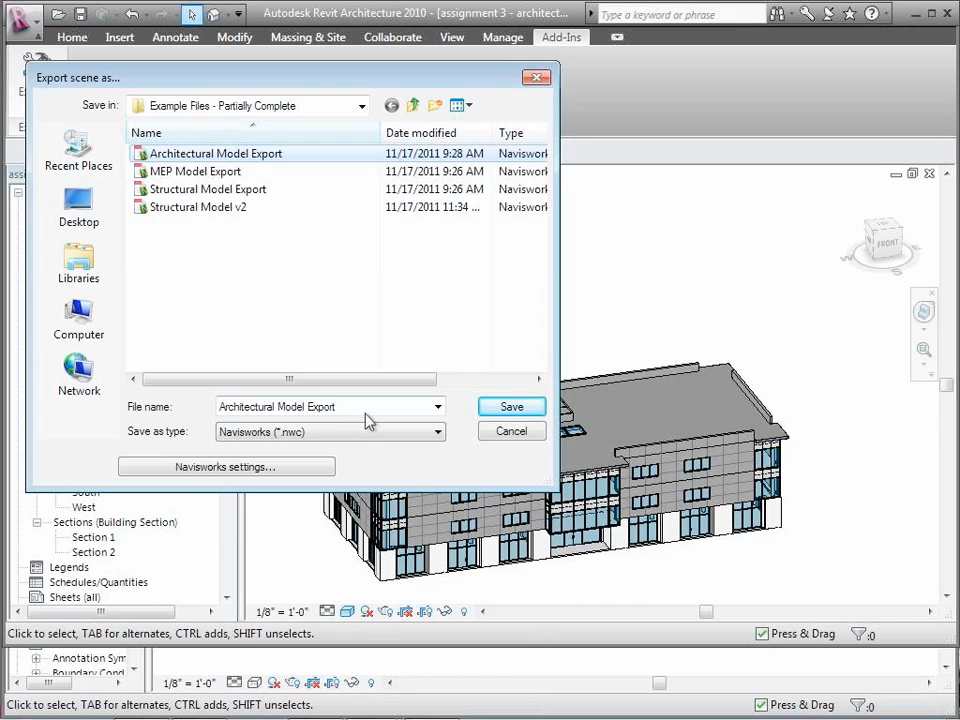 Autodesk Revit Architecture 2010 - [assignment 3 - architect...
Type a keyword or phrase
Home Insert Annotate Modify Massing & Site Collaborate View Manage Add-Ins
Export scene as...
Save in: Example Files - Partially Complete
Name Date modified Type
Architectural Model Export 11/17/2011 9:28 AM Naviswork
MEP Model Export 11/17/2011 9:26 AM Naviswork
Structural Model Export 11/17/2011 9:26 AM Naviswork
Structural Model v2 11/17/2011 11:34 ... Naviswork
Recent Places
Desktop
Libraries
Computer
Network
File name: Architectural Model Export Save
Save as type: Navisworks (*.nwc) Cancel
Navisworks settings...
FRONT
W S
South
West
Sections (Building Section)
Section 1
Section 2
Legends
Schedules/Quantities
Sheets (all)
1/8" = 1'-0"
Click to select, TAB for alternates, CTRL adds, SHIFT unselects. Press & Drag :0
Annotation Sym
Boundary Cond
1/8" = 1'-0"
Click to select, TAB for alternates, CTRL adds, SHIFT unselects. Press & Drag :0